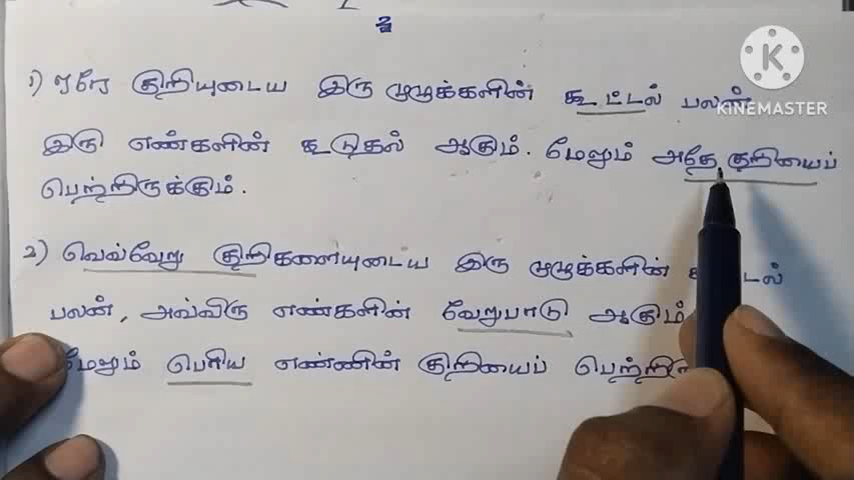 2
1) ஒரே குறியுடைய இரு முழுக்களின் கூட்டல் பலன்
KINEMASTER
இரு எண்களின் கூடுதல் ஆகும். மேலும் அதே குறியைப்
பெற்றிருக்கும்.
2) வெவ்வேறு குறிகளையுடைய இரு முழுக்களின்
பலன், அவ்விரு எண்களின் வேறுபாடு ஆகும்
மேலும் பெரிய எண்ணின் குறியைப்